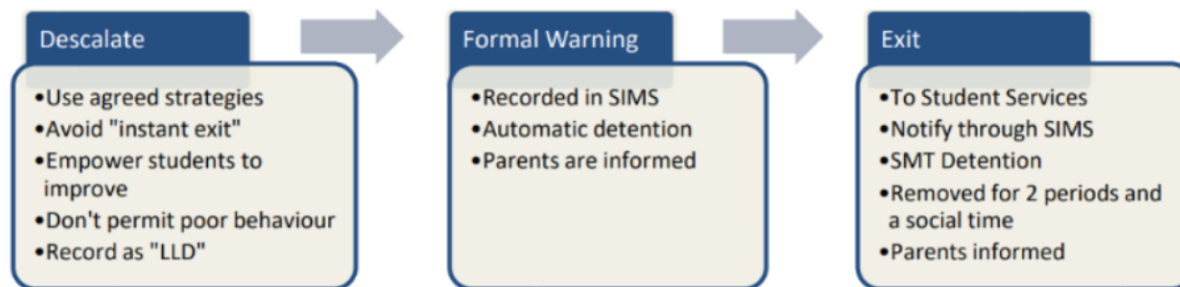 Descalate
•Use agreed strategies
•Avoid "instant exit"
•Empower students to
improve
•Don't permit poor behaviour
•Record as "LLD"
Formal Warning
•Recorded in SIMS
•Automatic detention
•Parents are informed
Exit
•To Student Services
•Notify through SIMS
•SMT Detention
•Removed for 2 periods and
a social time
•Parents informed